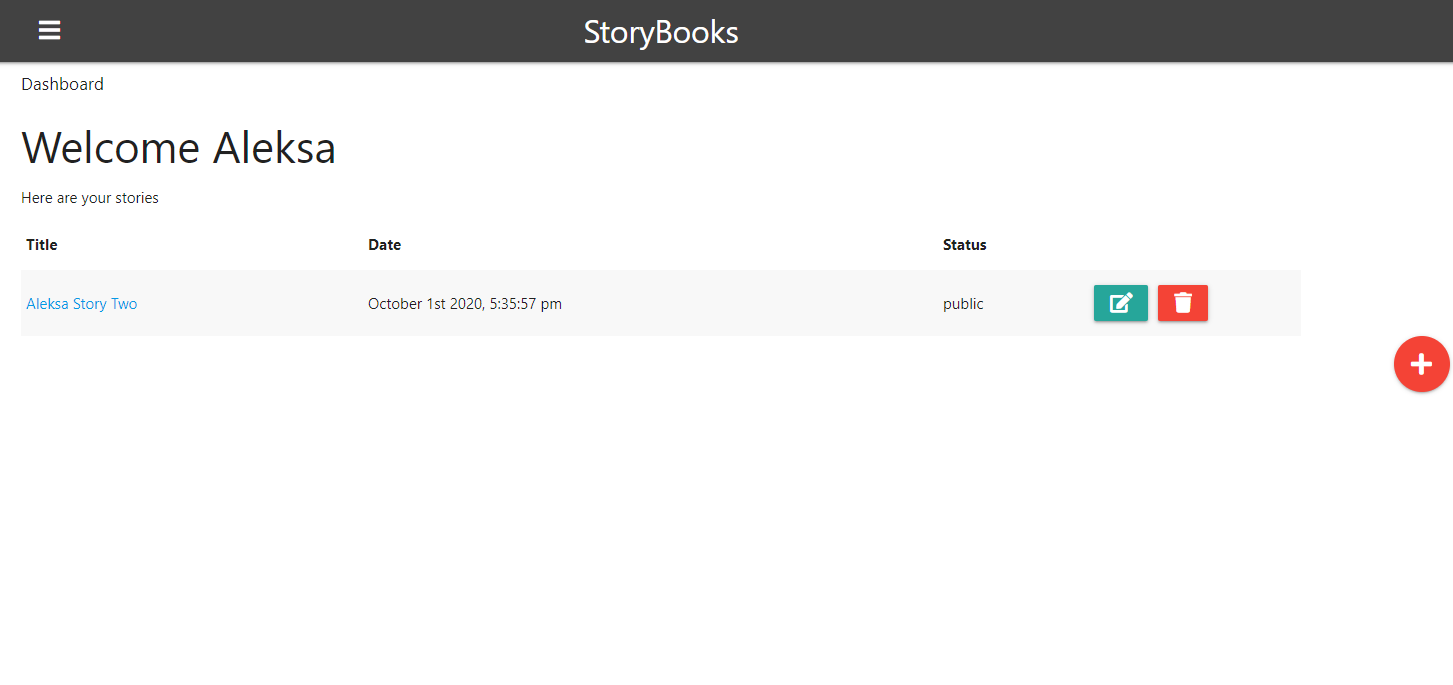 StoryBooks
Dashboard
Welcome Aleksa
Here are your stories
Title Date Status
Aleksa Story Two October 1st 2020, 5:35:57 pm public